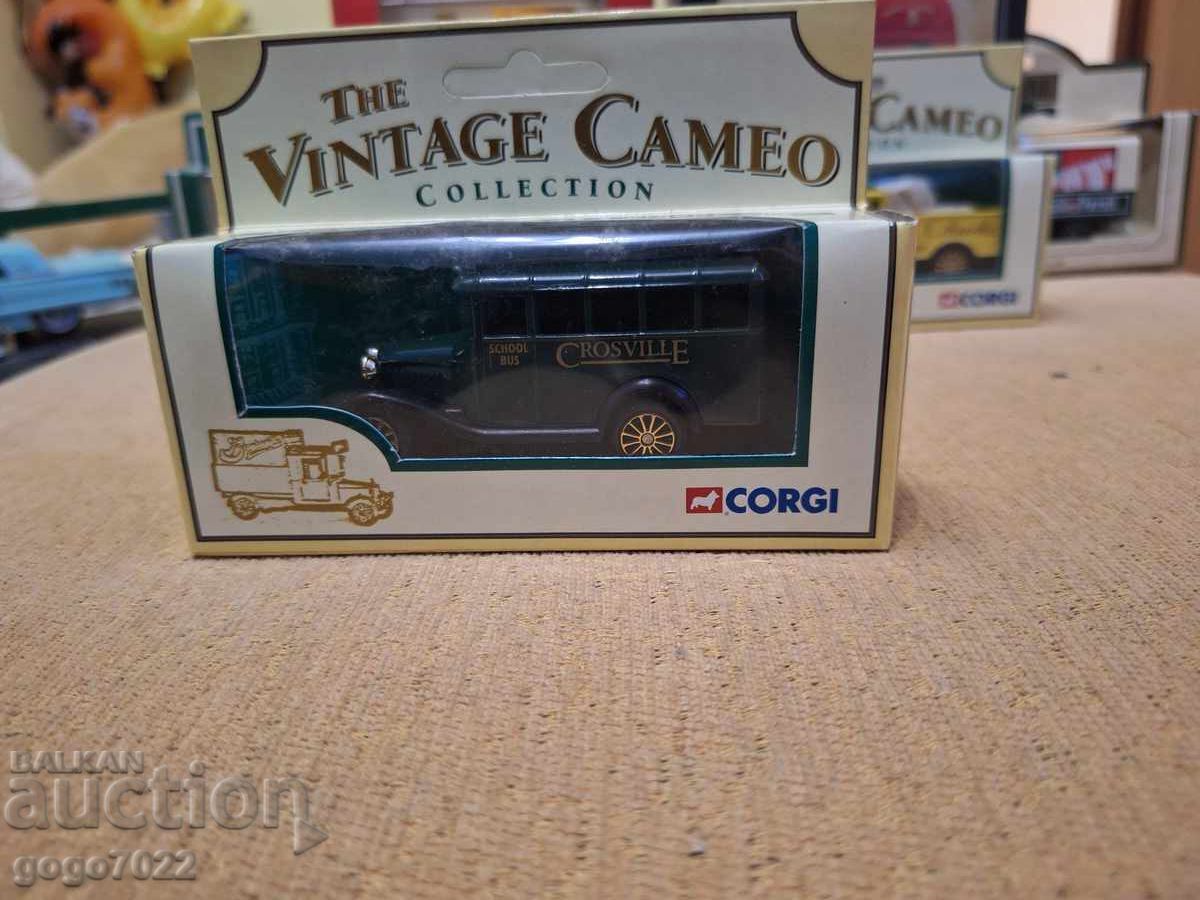 THE
VINTAGE CAMEO
COLLECTION
SCHOOL
BUS
CROSVILLE
CORGI
CAMEO
CORGI
BALKAN
auction
gogo7022